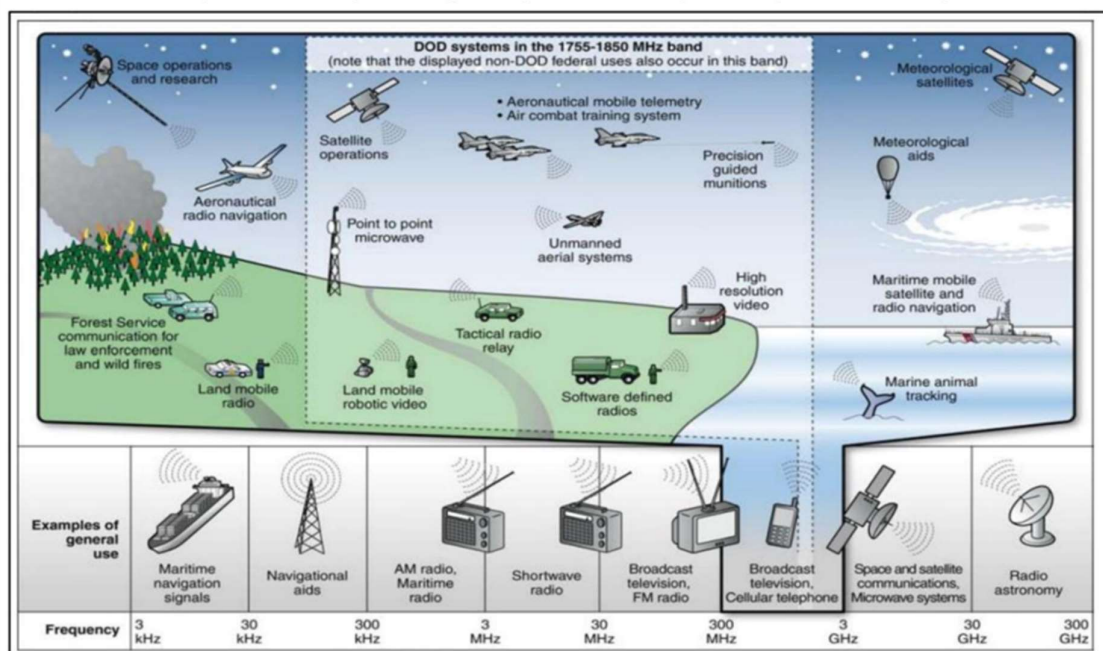 DOD systems in the 1755-1850 MHz band
(note that the displayed non-DOD federal uses also occur in this band)
Space operations
and research
Meteorological
satellites
• Aeronautical mobile telemetry
• Air combat training system
Satellite
operations
Precision
guided
munitions
Meteorological
aids
Aeronautical
radio navigation
Point to point
microwave
Unmanned
aerial systems
High
resolution
video
Maritime mobile
satellite and
radio navigation
Forest Service
communication for
law enforcement
and wild fires
Tactical radio
relay
Land mobile
radio
Land mobile
robotic video
Software defined
radios
Marine animal
tracking
Examples of
general
use
Maritime
navigation
signals
Navigational
aids
AM radio,
Maritime
radio
Shortwave
radio
Broadcast
television,
FM radio
Broadcast
television,
Cellular telephone
Space and satellite
communications,
Microwave systems
Radio
astronomy
Frequency
3
kHz
30
kHz
300
kHz
3
MHz
30
MHz
300
MHz
3
GHz
30
GHz
300
GHz